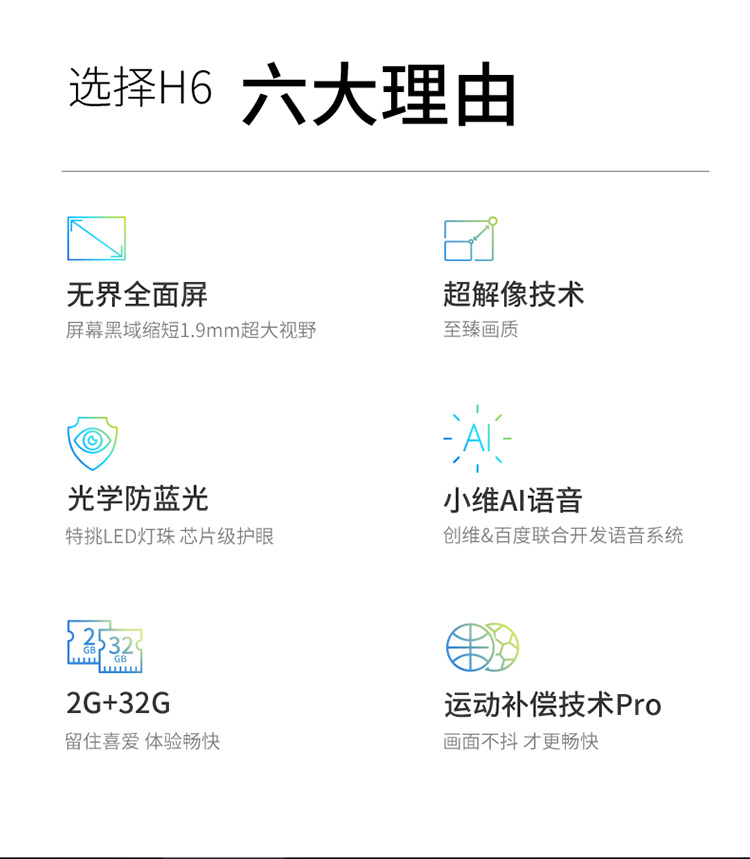 选择H6 六大理由
无界全面屏
屏幕黑域缩短1.9mm超大视野
超解像技术
至臻画质
光学防蓝光
特挑LED灯珠 芯片级护眼
AI
小维AI语音
创维&百度联合开发语音系统
2
GB
32
GB
2G+32G
留住喜爱 体验畅快
运动补偿技术Pro
画面不抖 才更畅快